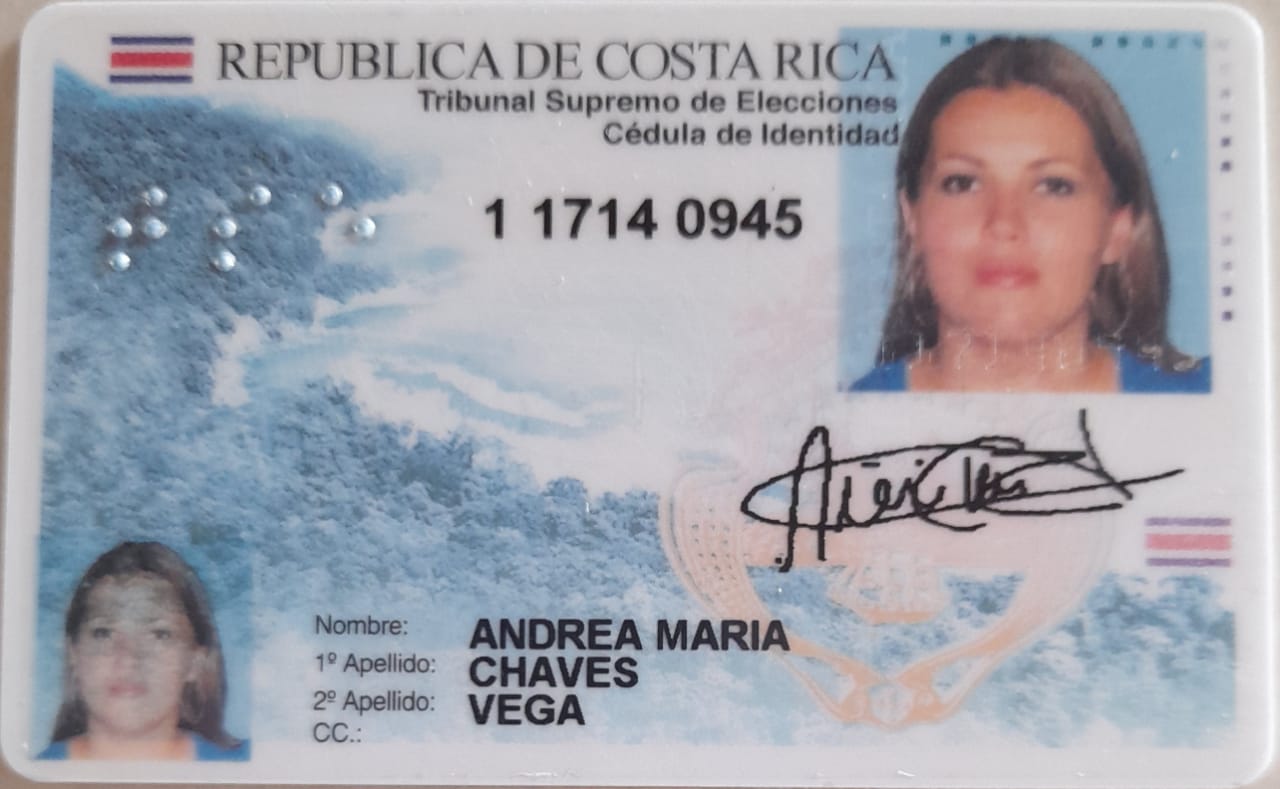 REPUBLICA DE COSTA RICA
Tribunal Supremo de Elecciones
Cédula de Identidad
1 1714 0945
Nombre: ANDREA MARIA
1º Apellido: CHAVES
2º Apellido: VEGA
CC.: